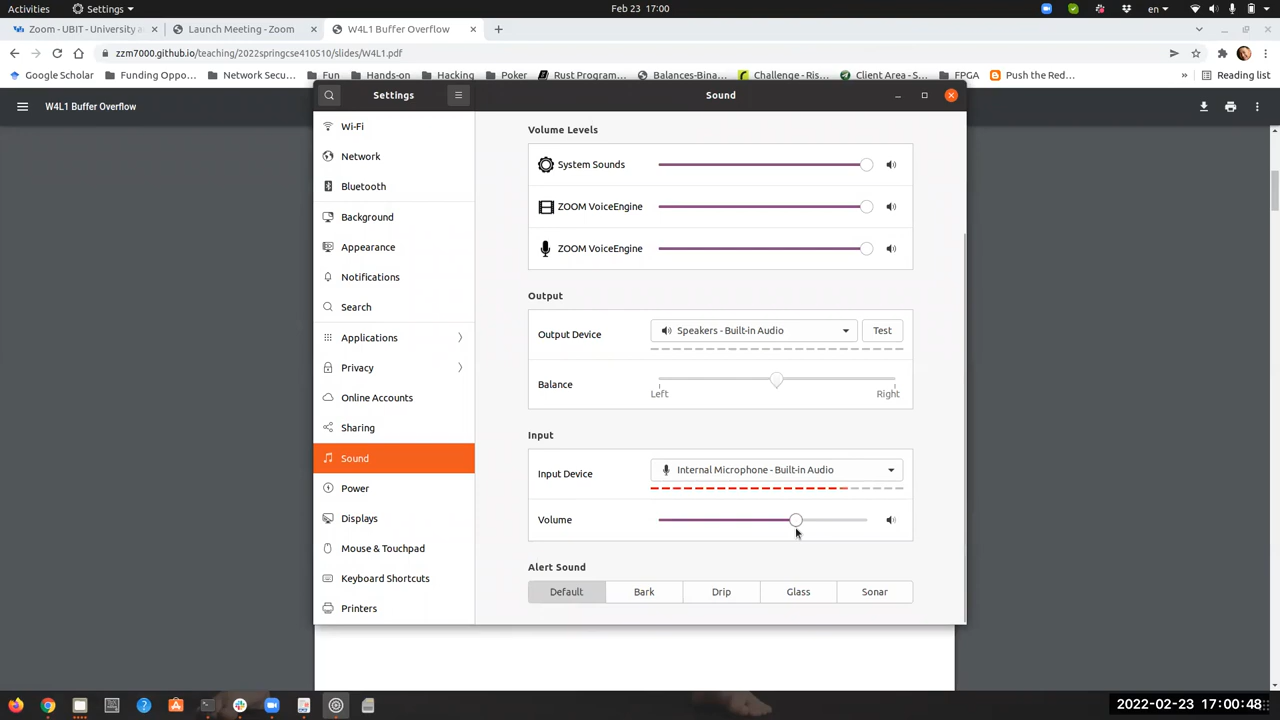 Activities
Settings
Feb 23 17:00
en
Zoom - UBIT - University a
Launch Meeting - Zoom
W4L1 Buffer Overflow
zzm7000.github.io/teaching/2022springcse410510/slides/W4L1.pdf
Google Scholar
Funding Oppo...
Network Secur...
Fun
Hands-on
Hacking
Poker
Rust Program...
Balances-Bina...
Challenge - Ris...
Client Area - S...
FPGA
Push the Red...
»
Reading list
W4L1 Buffer Overflow
Settings
Sound
Wi-Fi
Network
Bluetooth
Background
Appearance
Notifications
Search
Applications
Privacy
Online Accounts
Sharing
Sound
Power
Displays
Mouse & Touchpad
Keyboard Shortcuts
Printers
Volume Levels
System Sounds
ZOOM VoiceEngine
ZOOM VoiceEngine
Output
Output Device
Speakers - Built-in Audio
Test
Balance
Left
Right
Input
Input Device
Internal Microphone - Built-in Audio
Volume
Alert Sound
Default
Bark
Drip
Glass
Sonar
2022-02-23 17:00:48